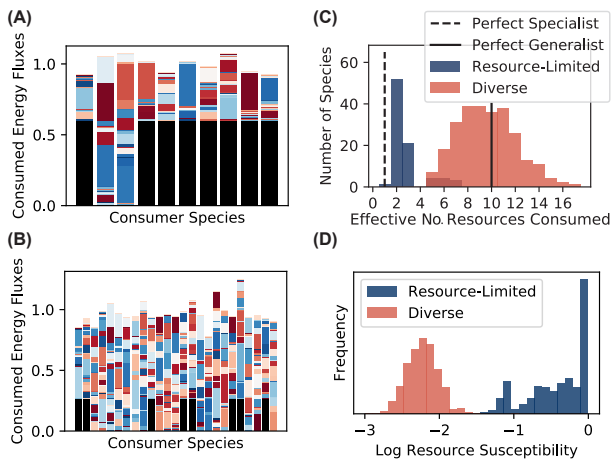 (A)
Consumed Energy Fluxes
1.0
0.5
0.0
Consumer Species
(B)
Consumed Energy Fluxes
1.0
0.5
0.0
Consumer Species
(C)
Perfect Specialist
Perfect Generalist
Resource-Limited
Diverse
Number of Species
60
40
20
0
0 2 4 6 8 10 12 14 16
Effective No. Resources Consumed
(D)
Resource-Limited
Diverse
Frequency
−3 −2 −1 0
Log Resource Susceptibility